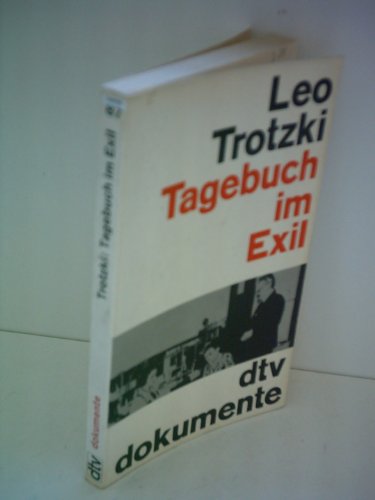 Leo
Trotzki
Tagebuch
im
Exil
dtv
dokumente
Trotzki: Tagebuch im Exil
dtv dokumente